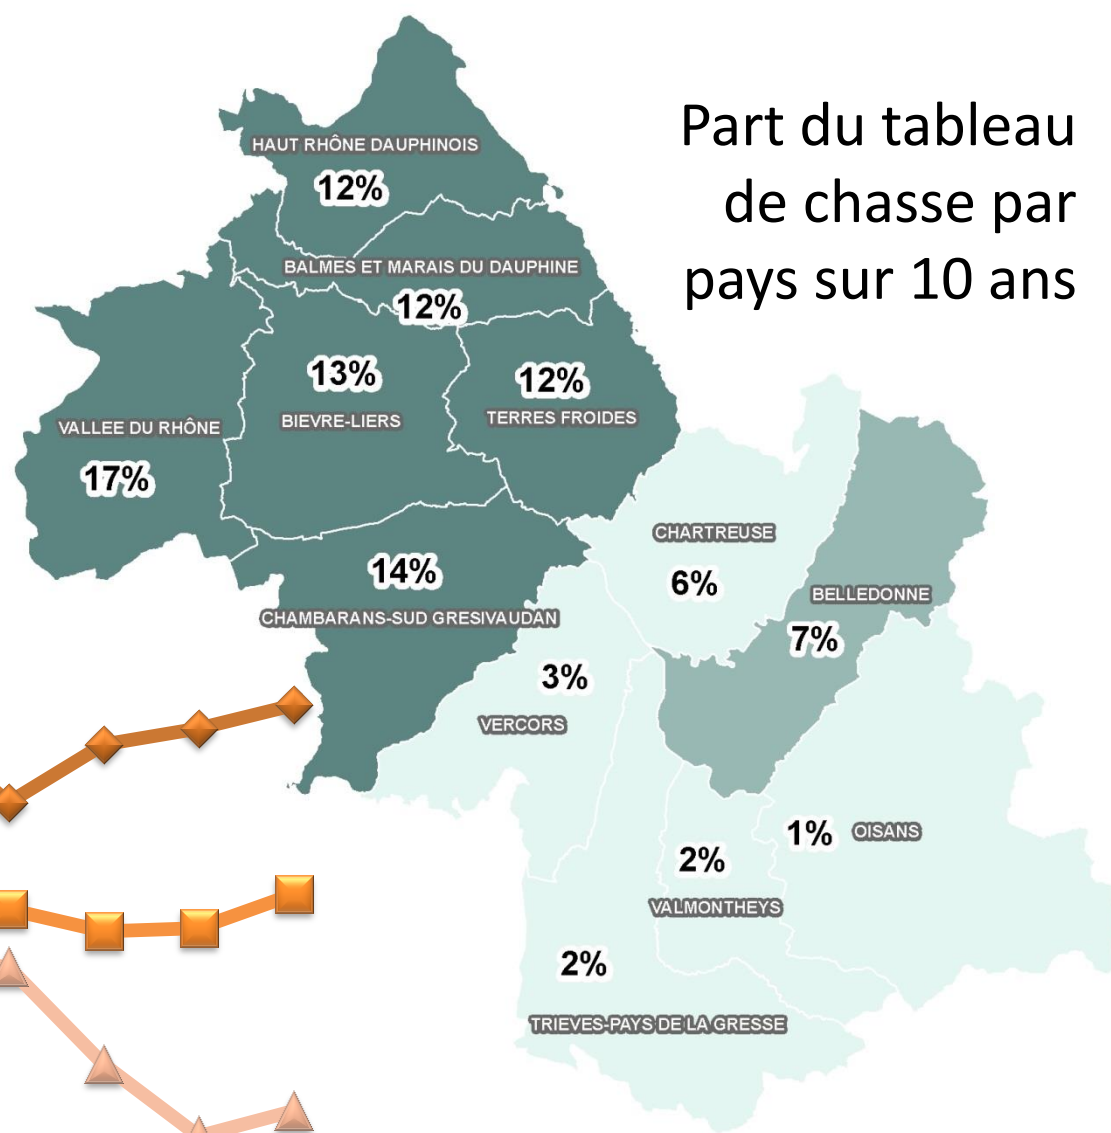 Part du tableau
de chasse par
pays sur 10 ans
HAUT RHÔNE DAUPHINOIS
12%
BALMES ET MARAIS DU DAUPHINE
12%
13%
BIEVRE-LIERS
12%
TERRES FROIDES
VALLEE DU RHÔNE
17%
14%
CHAMBARANS-SUD GRESIVAUDAN
CHARTREUSE
6%
BELLEDONNE
7%
3%
VERCORS
1% OISANS
2%
VALMONTHEYS
2%
TRIEVES-PAYS DE LA GRESSE